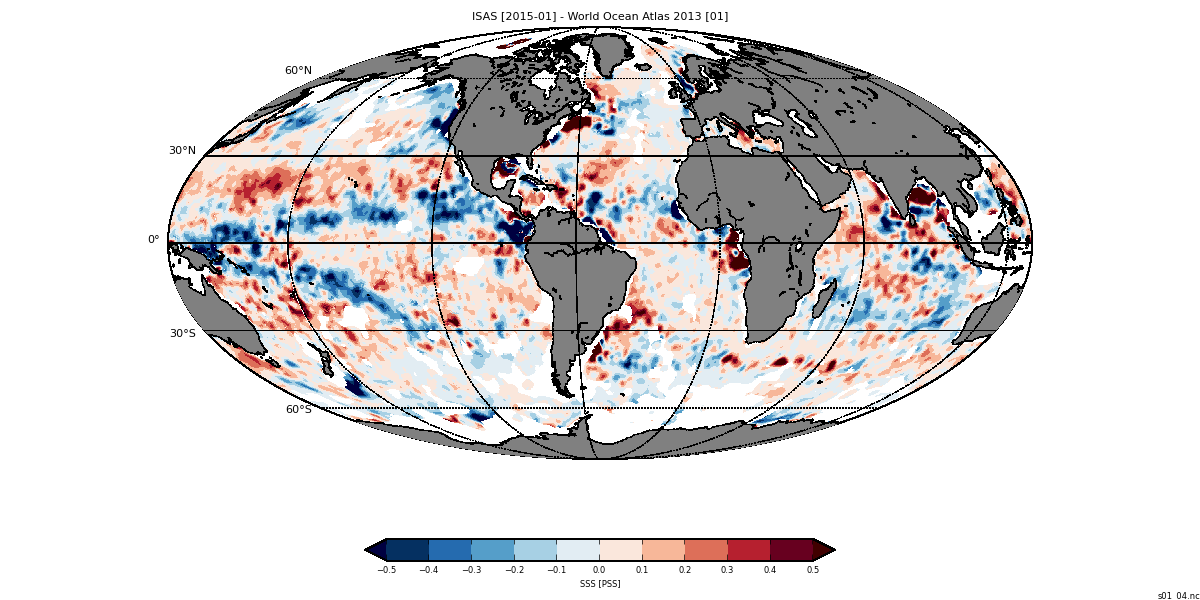 ISAS [2015-01] - World Ocean Atlas 2013 [01]
60°N
30°N
0°
30°S
60°S
−0.5 −0.4 −0.3 −0.2 −0.1 0.0 0.1 0.2 0.3 0.4 0.5
SSS [PSS]
s01_04.nc